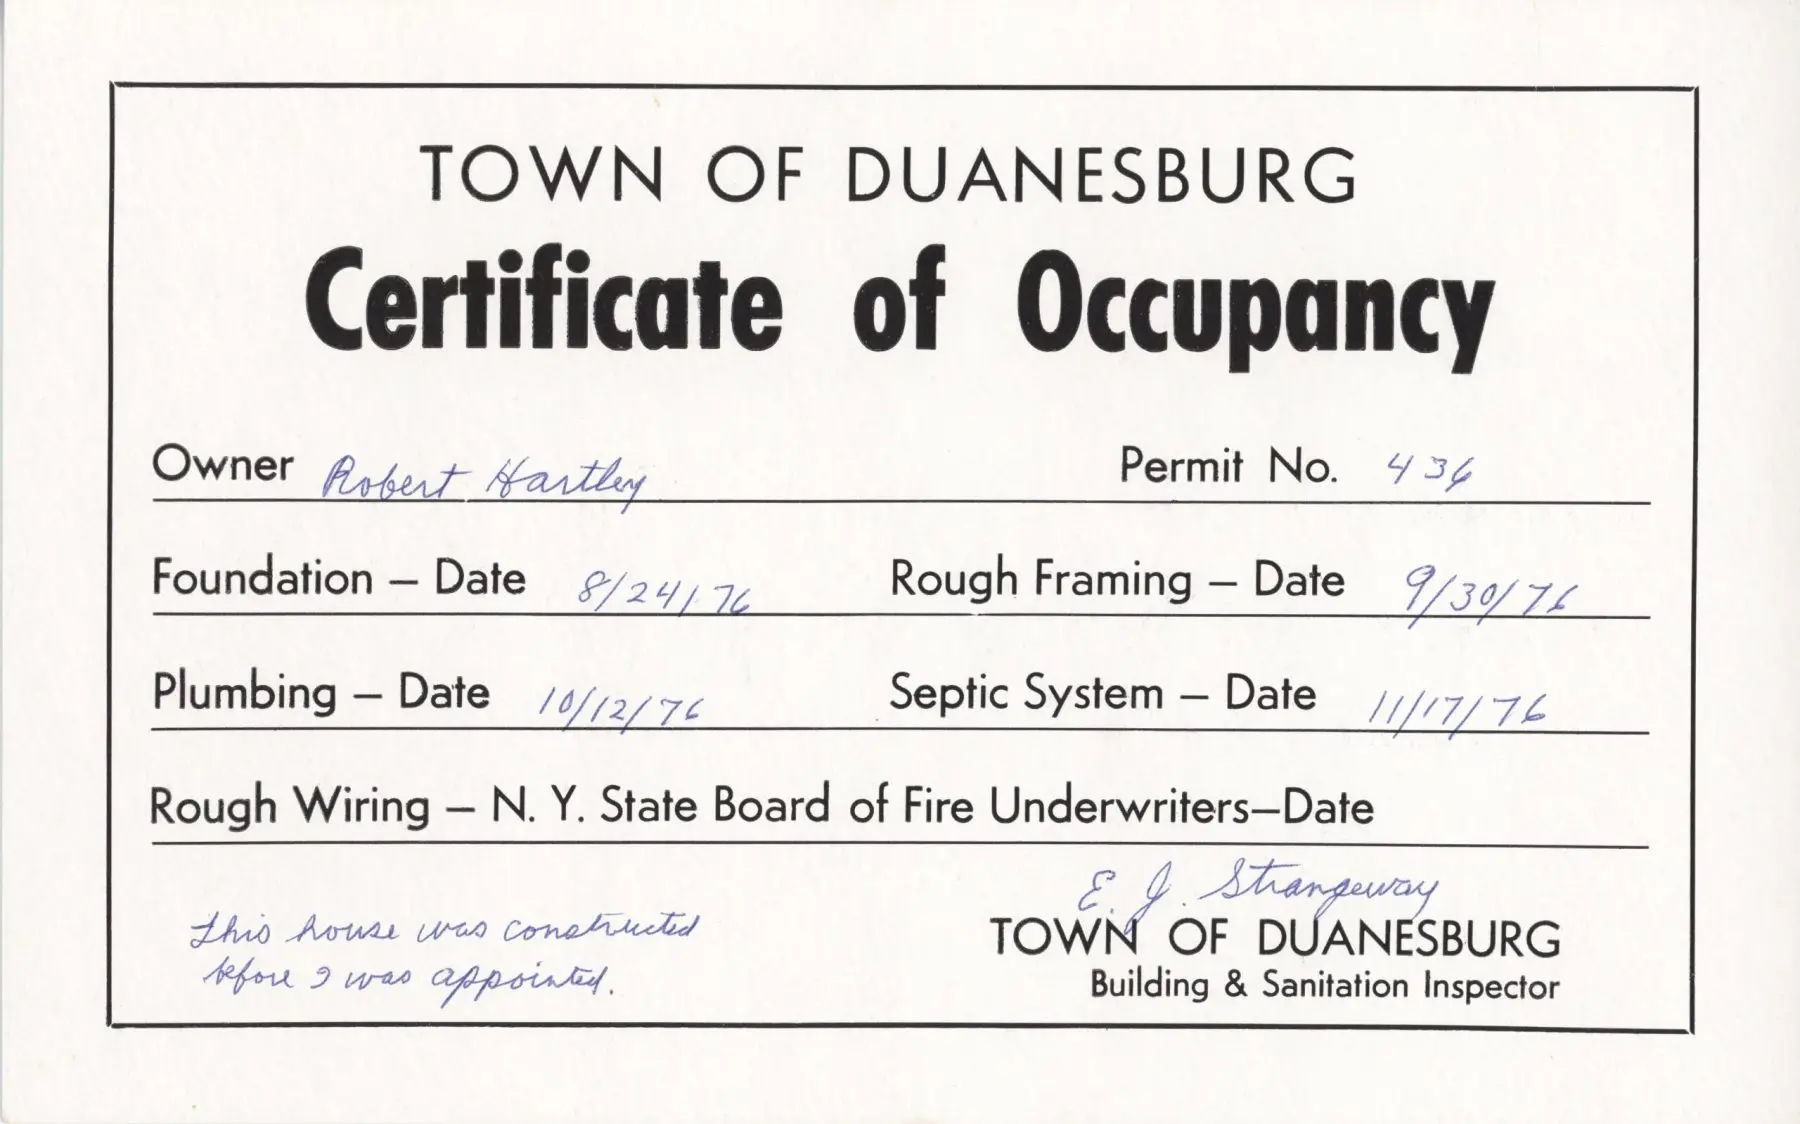 TOWN OF DUANESBURG
Certificate of Occupancy
Owner Robert Hartley Permit No. 436
Foundation – Date 8/24/76 Rough Framing – Date 9/30/76
Plumbing – Date 10/12/76 Septic System – Date 11/17/76
Rough Wiring – N. Y. State Board of Fire Underwriters–Date
E. J. Strangeway
This house was constructed
before I was appointed.
TOWN OF DUANESBURG
Building & Sanitation Inspector